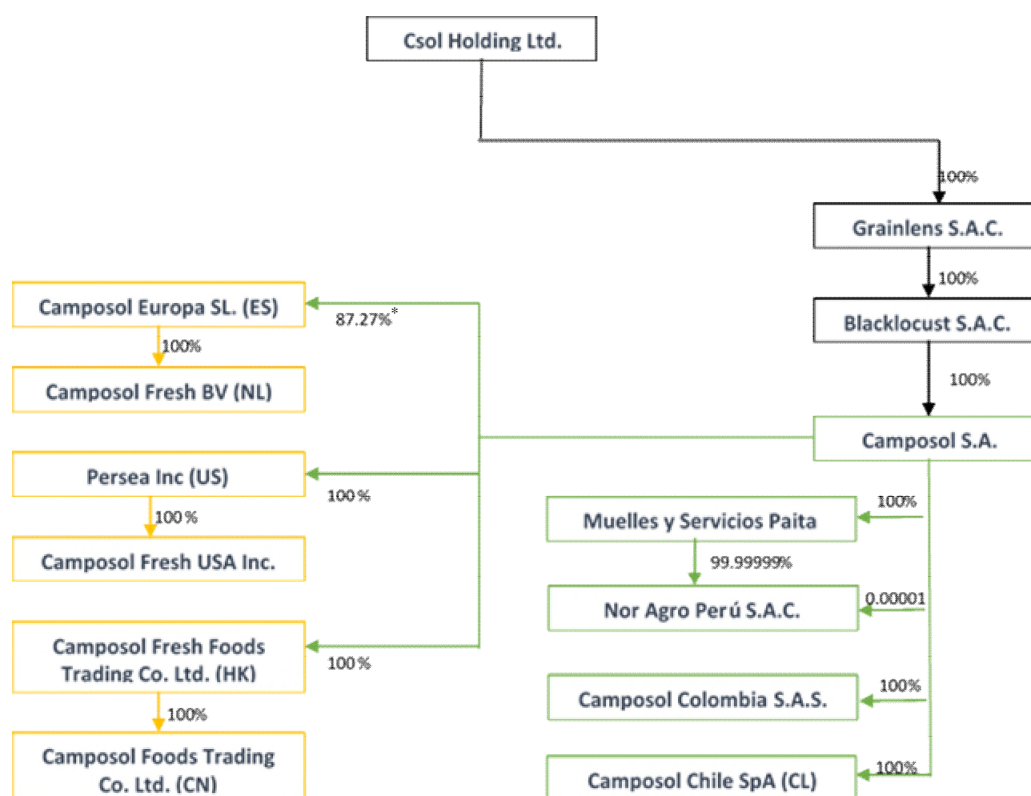 Csol Holding Ltd.
100%
Grainlens S.A.C.
100%
Blacklocust S.A.C.
100%
Camposol S.A.
Camposol Europa SL. (ES)
87.27%*
100%
Camposol Fresh BV (NL)
Persea Inc (US)
100 %
100 %
Camposol Fresh USA Inc.
Camposol Fresh Foods
Trading Co. Ltd. (HK)
100 %
100%
Camposol Foods Trading
Co. Ltd. (CN)
Muelles y Servicios Paita
100%
99.99999%
Nor Agro Perú S.A.C.
0.00001
Camposol Colombia S.A.S.
100%
Camposol Chile SpA (CL)
100%